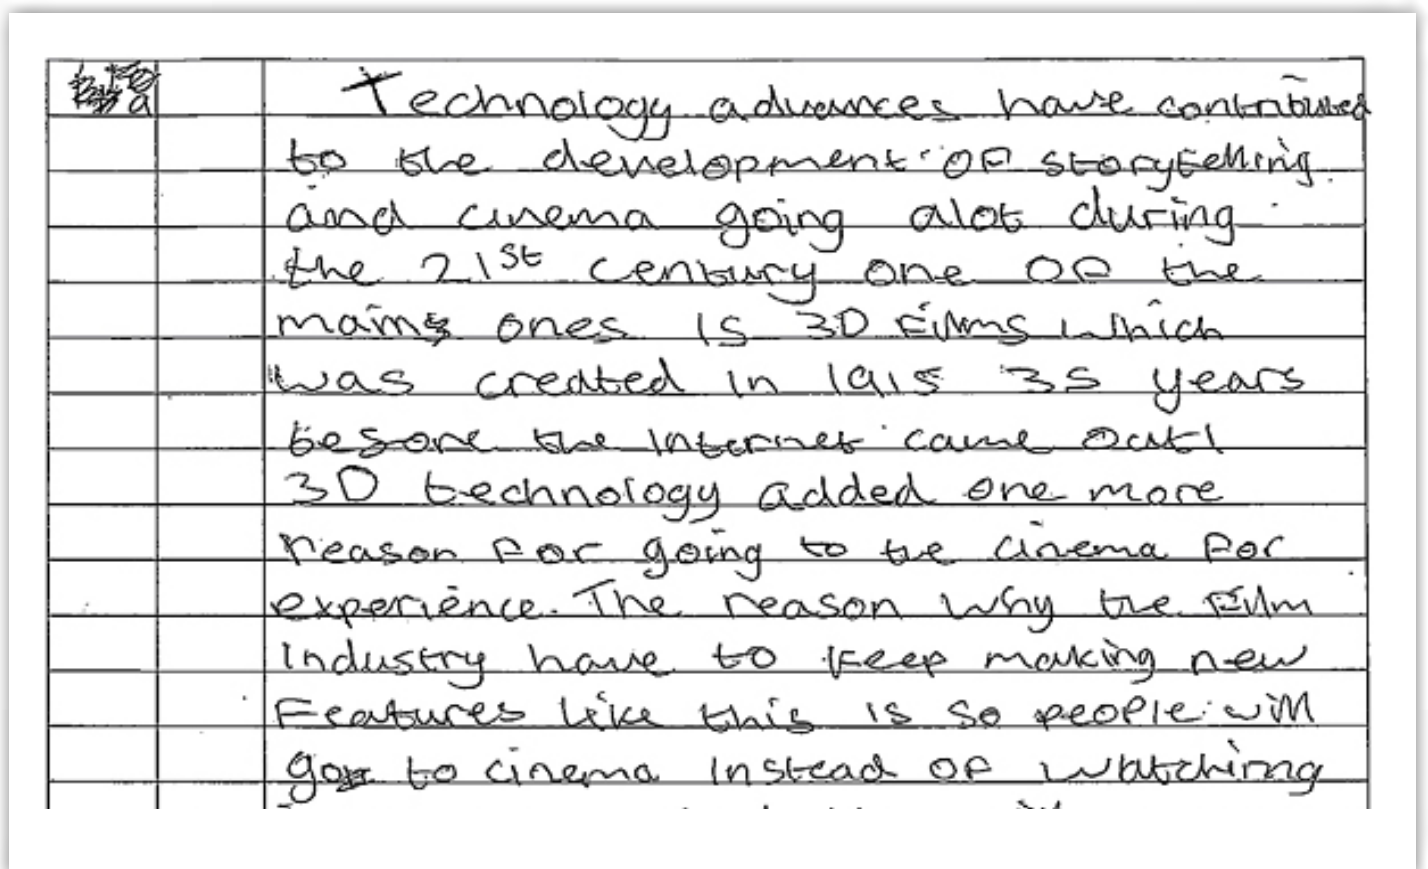 a
Technology advances have contributed
to the development of storytelling
and cinema going alot during
the 21st century one of the
main ones is 3D films which
was created in 1915 35 years
before the internet came out!
3D technology added one more
reason for going to the cinema for
experience. The reason why the film
industry have to keep making new
features like this is so people will
go to cinema instead of watching